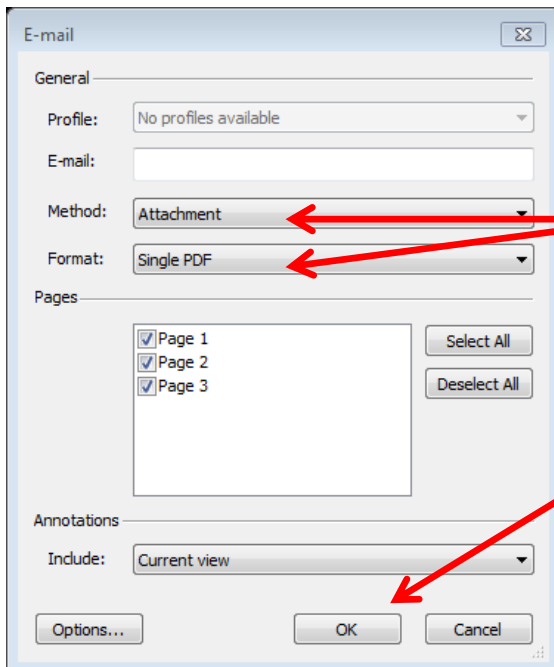 E-mail
General
Profile: No profiles available
E-mail:
Method: Attachment
Format: Single PDF
Pages
Page 1
Page 2
Page 3
Select All
Deselect All
Annotations
Include: Current view
Options... OK Cancel